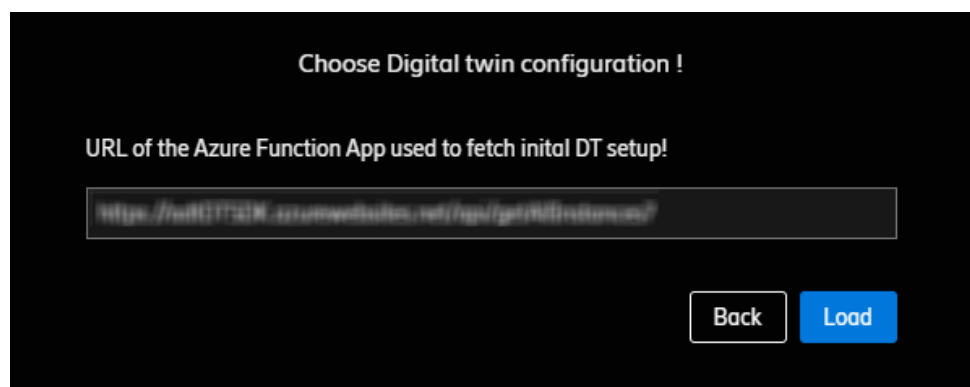 Choose Digital twin configuration !
URL of the Azure Function App used to fetch inital DT setup!
Back
Load